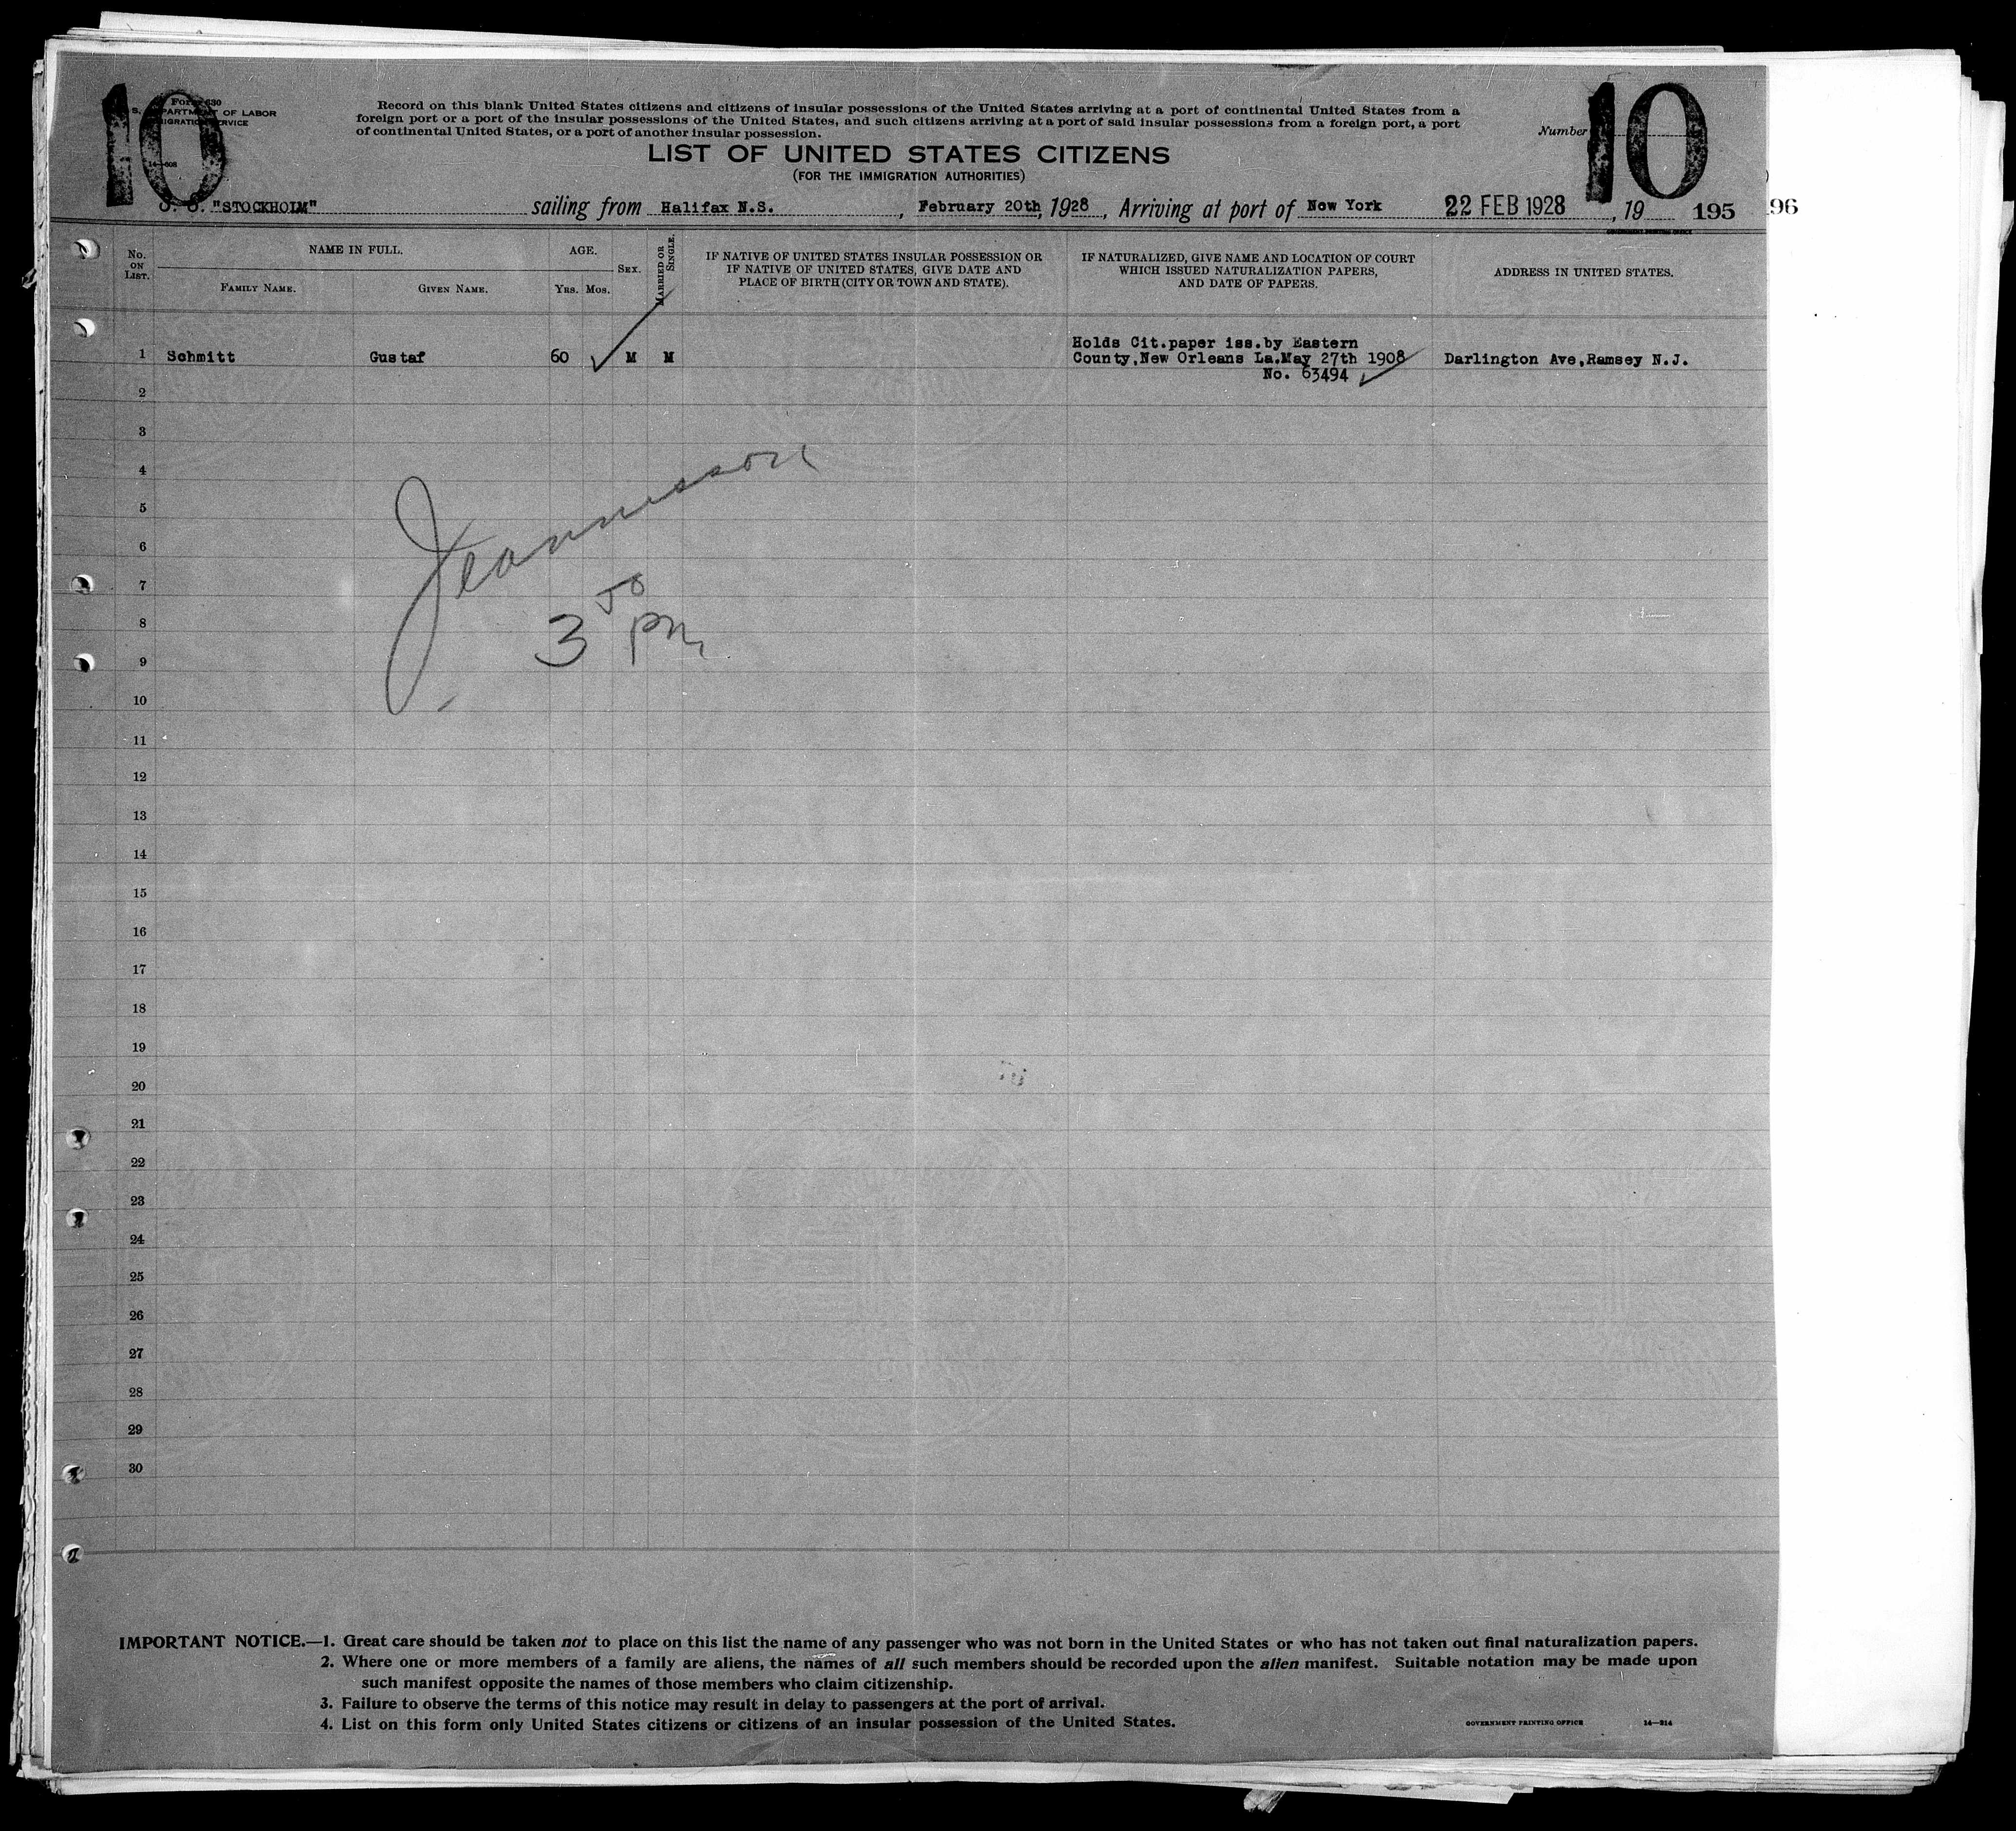 10
Form 630
DEPARTMENT OF LABOR
IMMIGRATION SERVICE
14—608
Record on this blank United States citizens and citizens of insular possessions of the United States arriving at a port of continental United States from a
foreign port or a port of the insular possessions of the United States, and such citizens arriving at a port of said insular possessions from a foreign port, a port
of continental United States, or a port of another insular possession.
Number
10
LIST OF UNITED STATES CITIZENS
(FOR THE IMMIGRATION AUTHORITIES)
S. S. "STOCKHOLM" sailing from Halifax N.S. , February 20th, 1928, Arriving at port of New York 22 FEB 1928 , 19 195 96
GOVERNMENT PRINTING OFFICE
No. ON LIST.
NAME IN FULL.
FAMILY NAME. GIVEN NAME.
AGE.
YRS. MOS.
SEX.
MARRIED OR SINGLE.
IF NATIVE OF UNITED STATES INSULAR POSSESSION OR
IF NATIVE OF UNITED STATES, GIVE DATE AND
PLACE OF BIRTH (CITY OR TOWN AND STATE).
IF NATURALIZED, GIVE NAME AND LOCATION OF COURT
WHICH ISSUED NATURALIZATION PAPERS,
AND DATE OF PAPERS.
ADDRESS IN UNITED STATES.
Holds Cit.paper iss.by Eastern
1 Schmitt Gustaf 60 M M County,New Orleans La.May 27th 1908 Darlington Ave,Ramsey N.J.
No. 63494
2
3
4
5
6
7
8
9
10
11
12
13
14
15
16
17
18
19
20
21
22
23
24
25
26
27
28
29
30
3 50 PM
IMPORTANT NOTICE.—1. Great care should be taken not to place on this list the name of any passenger who was not born in the United States or who has not taken out final naturalization papers.
2. Where one or more members of a family are aliens, the names of all such members should be recorded upon the alien manifest. Suitable notation may be made upon
such manifest opposite the names of those members who claim citizenship.
3. Failure to observe the terms of this notice may result in delay to passengers at the port of arrival.
4. List on this form only United States citizens or citizens of an insular possession of the United States.
GOVERNMENT PRINTING OFFICE 14—214